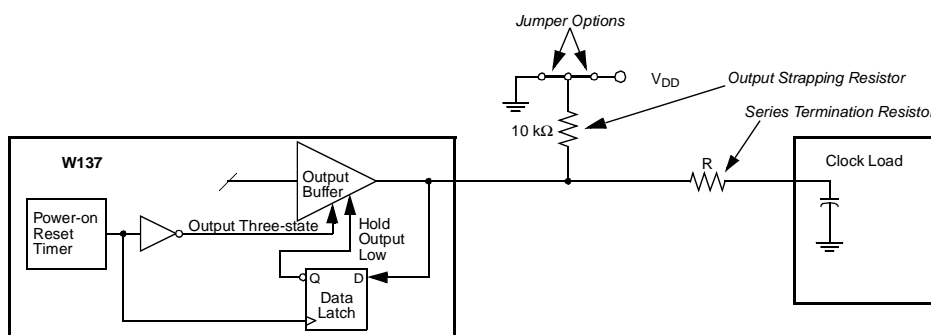 Jumper Options
VDD
Output Strapping Resistor
10 kΩ
Series Termination Resistor
W137
R
Clock Load
Output
Buffer
Power-on
Reset
Timer
Output Three-state
Hold
Output
Low
Q
D
Data
Latch